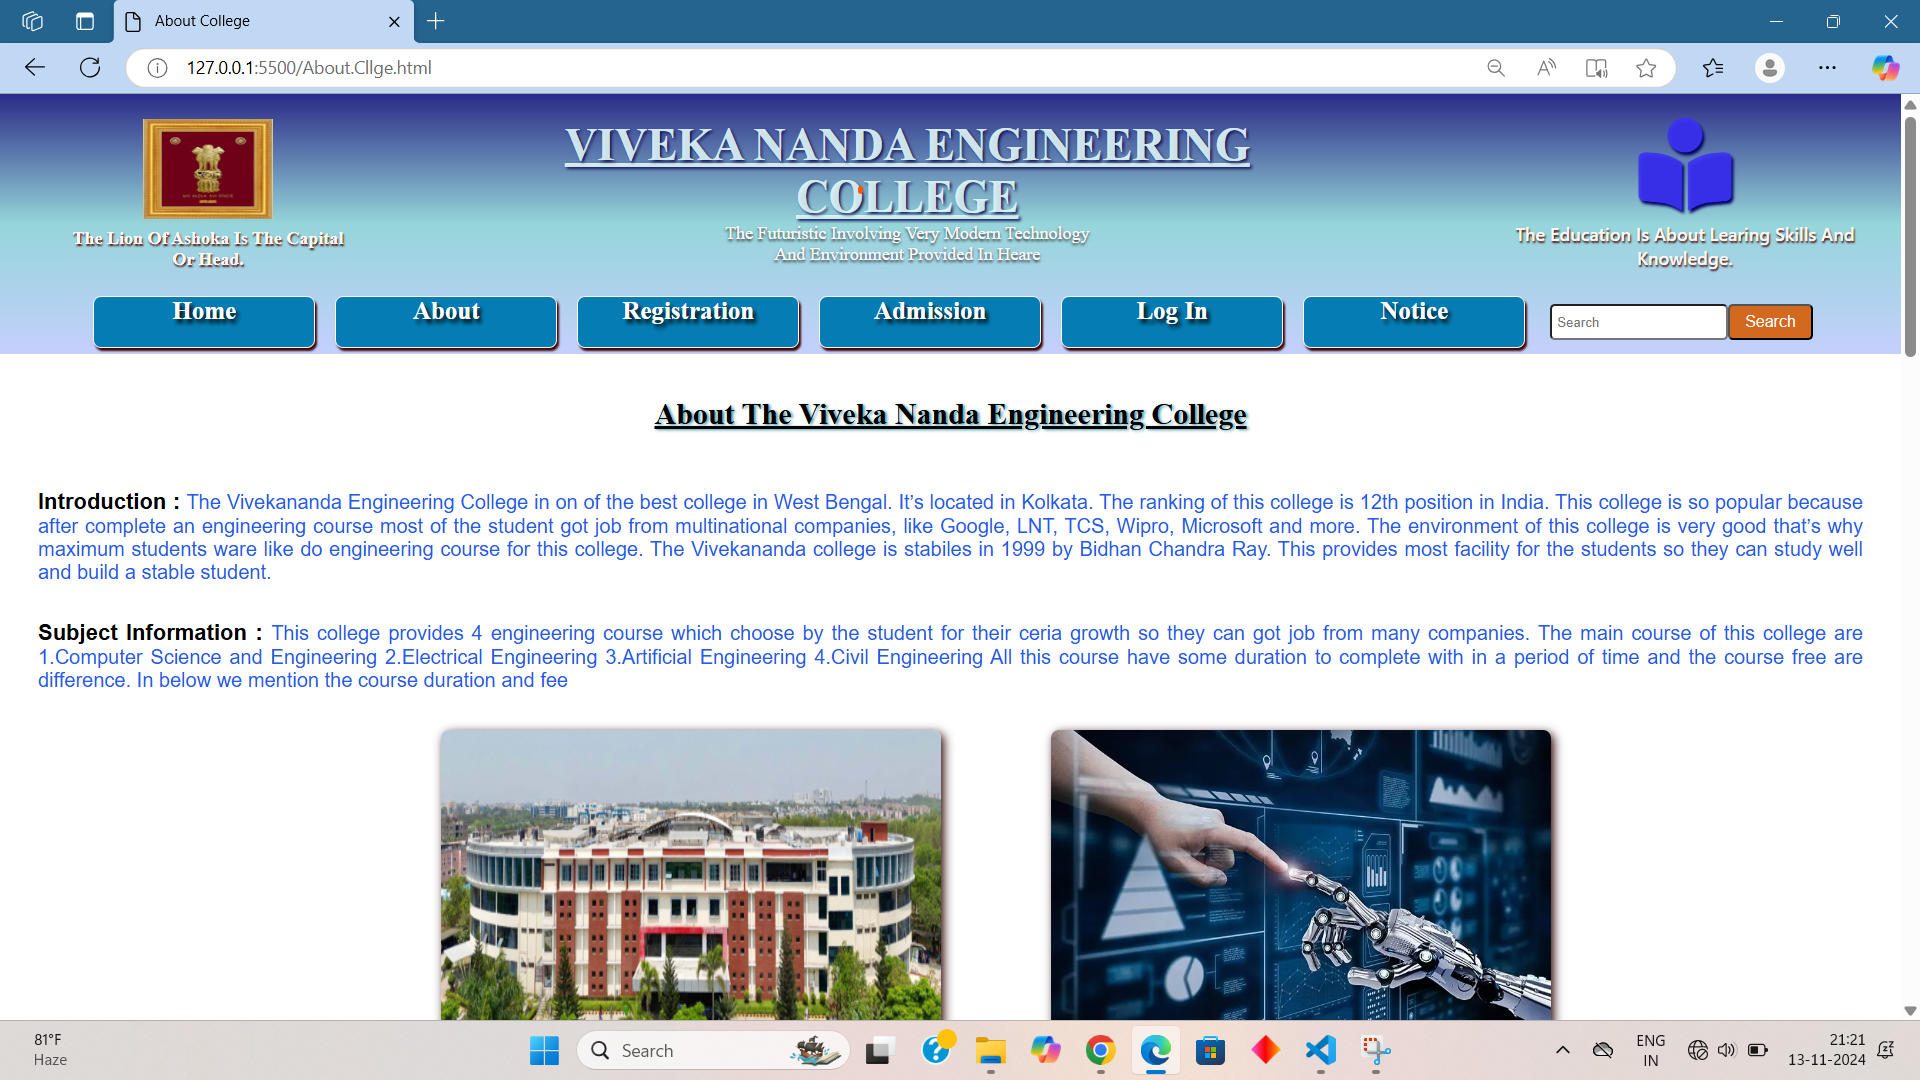 About College
127.0.0.1:5500/About.Cllge.html
VIVEKA NANDA ENGINEERING
COLLEGE
The Futuristic Involving Very Modern Technology
And Environment Provided In Heare
The Lion Of Ashoka Is The Capital
Or Head.
The Education Is About Learing Skills And
Knowledge.
Home About Registration Admission Log In Notice Search Search
About The Viveka Nanda Engineering College
Introduction : The Vivekananda Engineering College in on of the best college in West Bengal. It’s located in Kolkata. The ranking of this college is 12th position in India. This college is so popular because
after complete an engineering course most of the student got job from multinational companies, like Google, LNT, TCS, Wipro, Microsoft and more. The environment of this college is very good that’s why
maximum students ware like do engineering course for this college. The Vivekananda college is stabiles in 1999 by Bidhan Chandra Ray. This provides most facility for the students so they can study well
and build a stable student.
Subject Information : This college provides 4 engineering course which choose by the student for their ceria growth so they can got job from many companies. The main course of this college are
1.Computer Science and Engineering 2.Electrical Engineering 3.Artificial Engineering 4.Civil Engineering All this course have some duration to complete with in a period of time and the course free are
difference. In below we mention the course duration and fee
81°F
Haze
Search
ENG
IN
21:21
13-11-2024